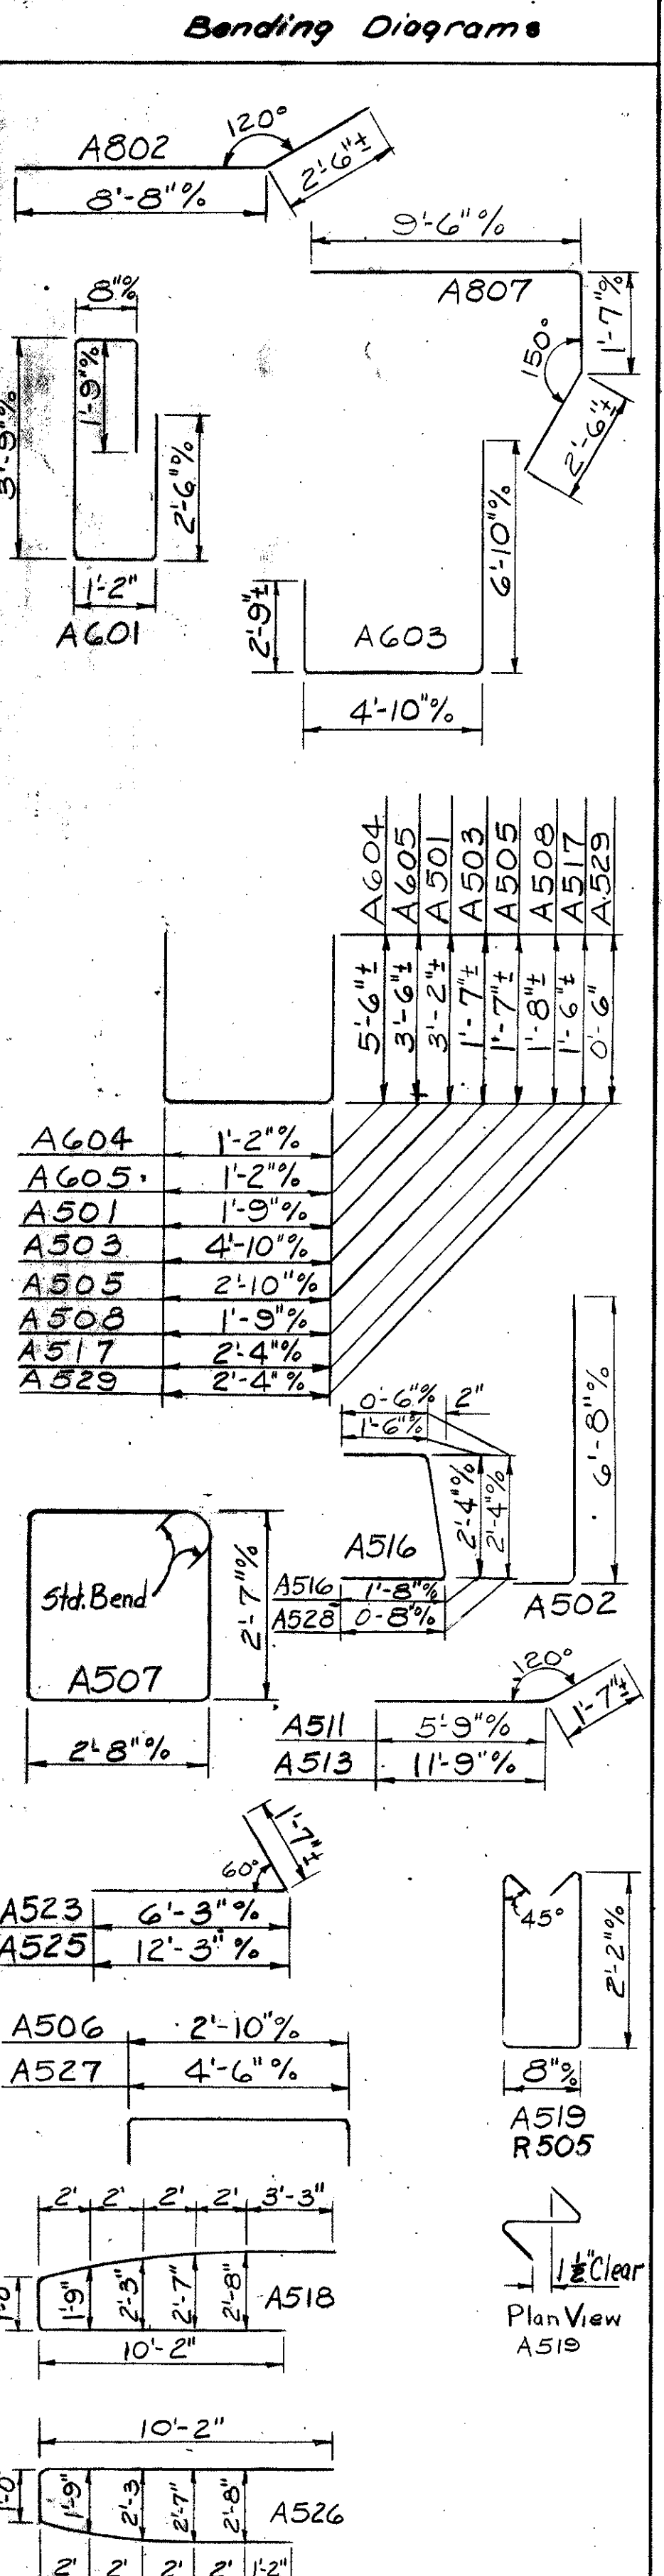 Bending Diagrams
120°
A802
2'-6"±
8'-8"%
9'-6"%
A807
1'-7"%
150°
2'-6"±
8"%
1'-9"%
3'-9"%
2'-6"%
1'-2"
A601
6'-10"%
2'-9"±
A603
4'-10"%
A604
A605
A501
A503
A505
A508
A517
A529
5'-6"±
3'-6"±
3'-2"±
1'-7"±
1'-7"±
1'-8"±
1'-6"±
0'-6"
A604 1'-2"%
A605 1'-2"%
A501 1'-9"%
A503 4'-10"%
A505 2'-10"%
A508 1'-9"%
A517 2'-4"%
A529 2'-4"%
0'-6"% 2"
1'-6"%
2'-4"%
2'-4"%
A516
A516 1'-8"%
A528 0-8"%
6'-8"%
A502
Std. Bend
2'-7"%
A507
2'-8"%
120°
1'-7"±
A511 5'-9"%
A513 11'-9"%
1'-7"±
60°
A523 6'-3"%
A525 12'-3"%
45°
2'-2"%
8"%
A519
R505
A506 2'-10"%
A527 4'-6"%
2' 2' 2' 2' 3'-3"
1'-0"
1'-9"
2'-3"
2'-7"
2'-8"
A518
10'-2"
1½"Clear
Plan View
A519
10'-2"
1'-0"
1'-9"
2'-3
2'-7"
2'-8"
A526
2' 2' 2' 2' 1'-2"